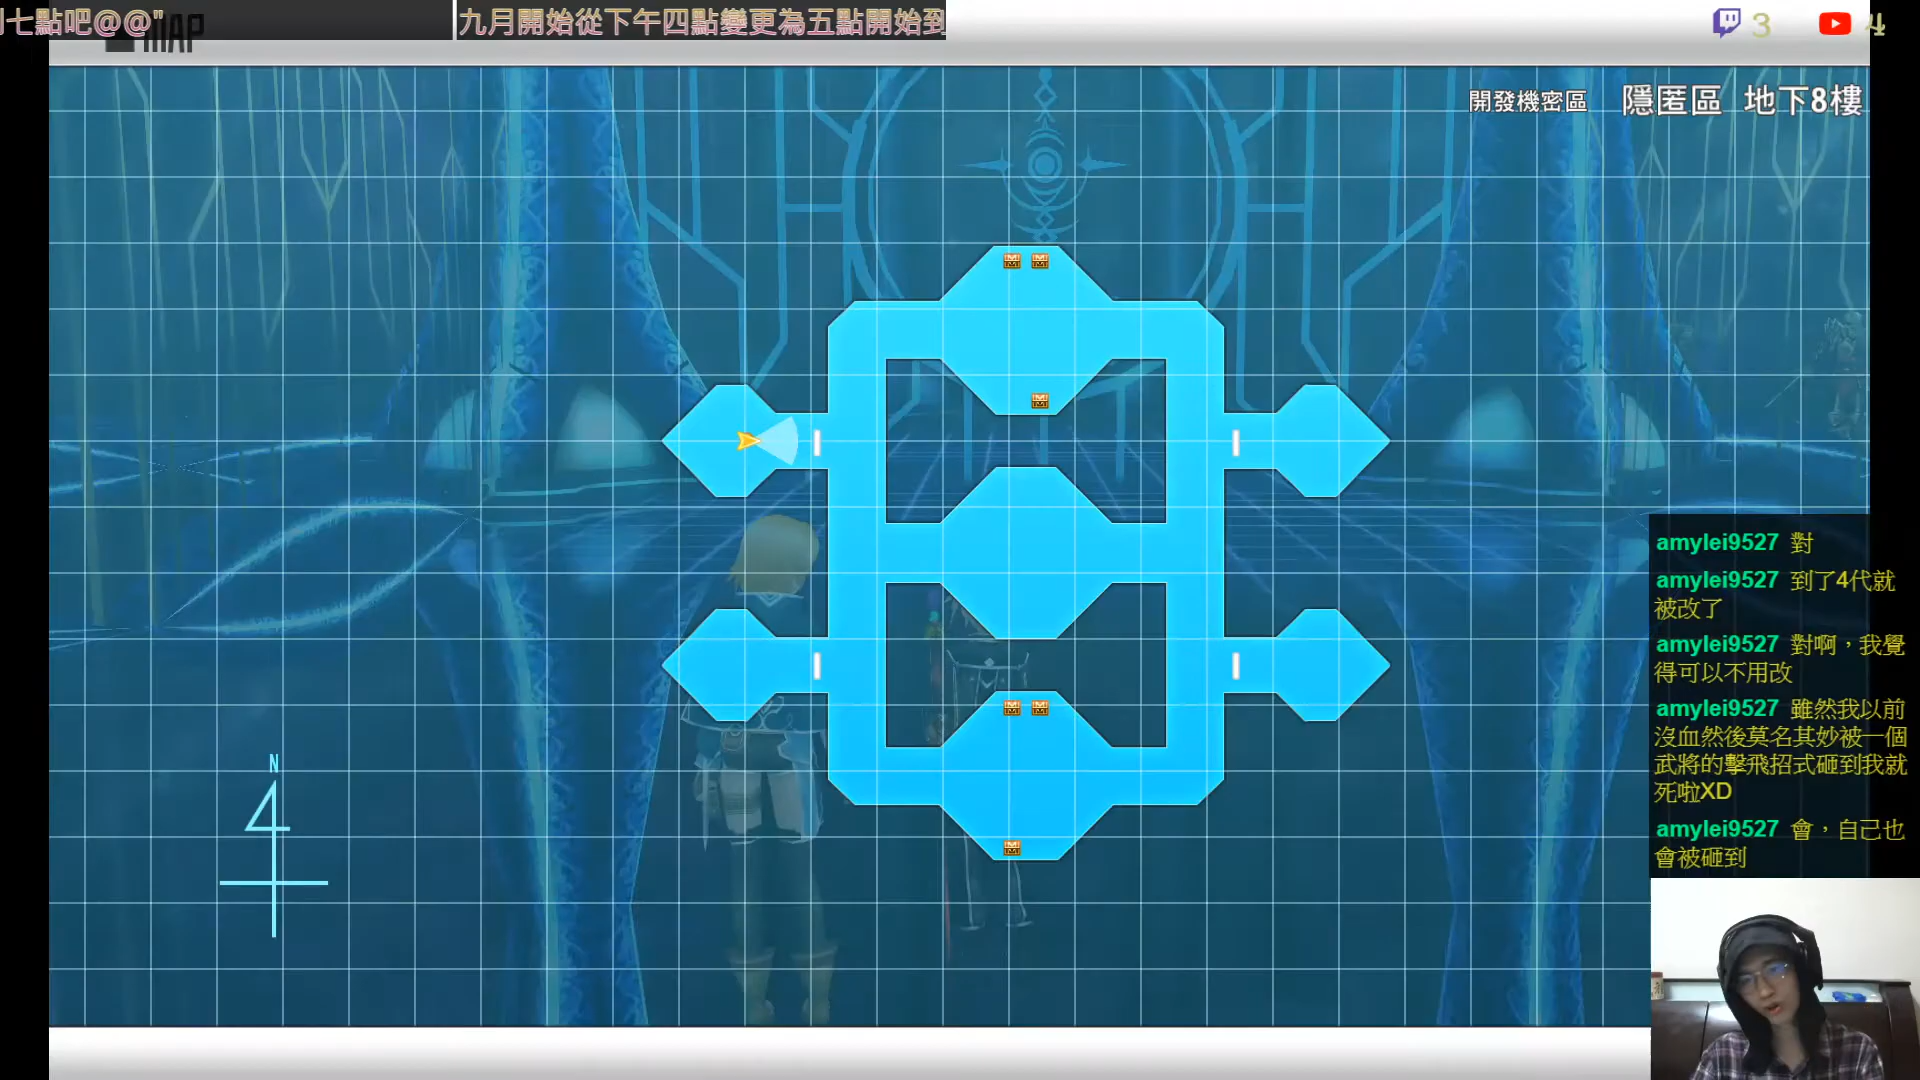 七點吧@@"
九月開始從下午四點變更為五點開始到
3
4
MAP
開發機密區 隱匿區 地下8樓
N
amylei9527 對
amylei9527 到了4代就
被改了
amylei9527 對啊，我覺
得可以不用改
amylei9527 雖然我以前
沒血然後莫名其妙被一個
武將的擊飛招式砸到我就
死啦XD
amylei9527 會，自己也
會被砸到